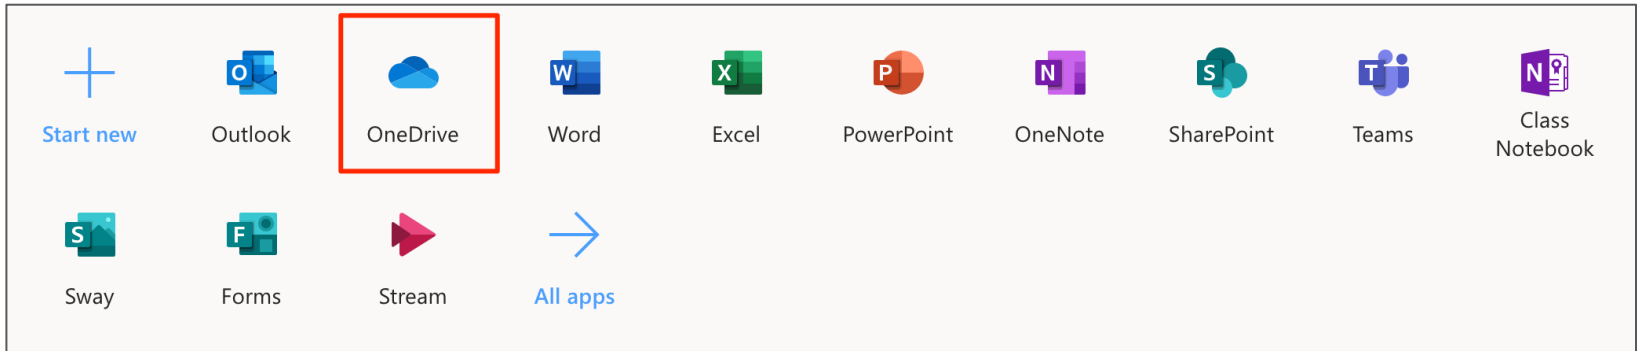 Start new
Outlook
OneDrive
Word
Excel
PowerPoint
OneNote
SharePoint
Teams
Class
Notebook
Sway
Forms
Stream
All apps
O
W
X
P
N
S
T
N
S
F